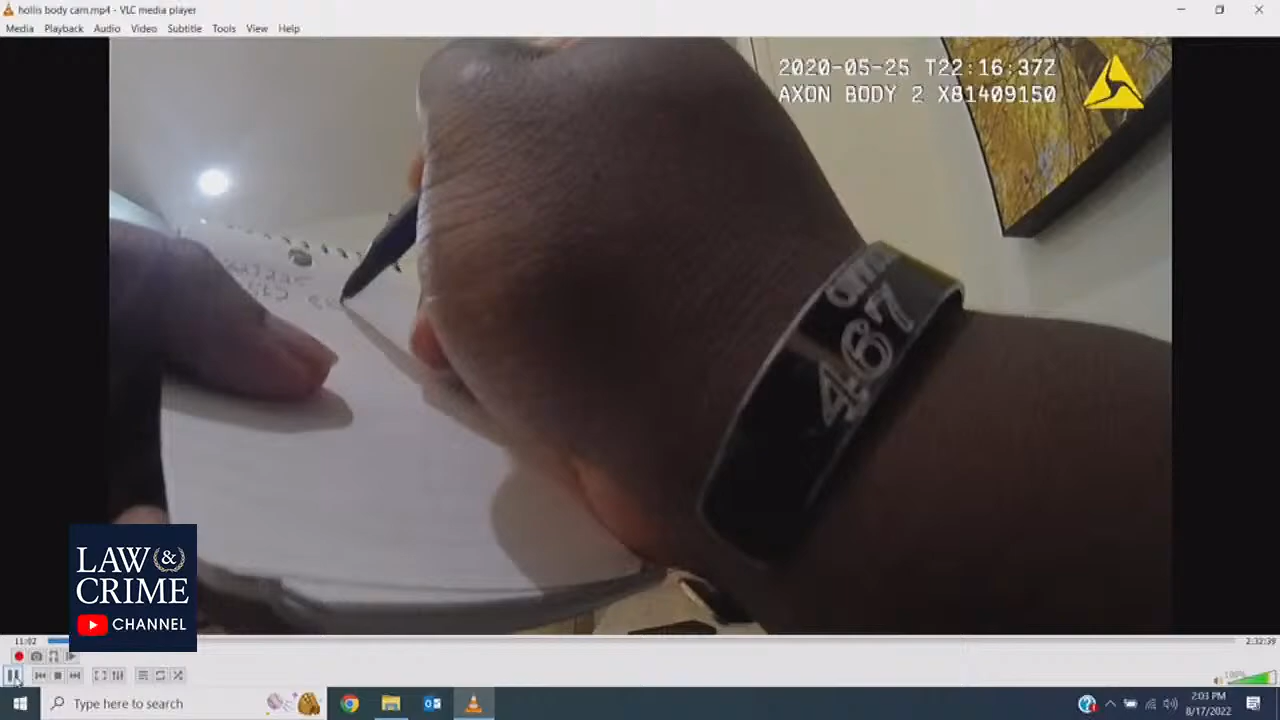 hollis body cam.mp4 - VLC media player
Media Playback Audio Video Subtitle Tools View Help
2020-05-25 T22:16:37Z
AXON BODY 2 X81409150
467
LAW &
CRIME
CHANNEL
11:02
2:32:39
100%
Type here to search
2:03 PM
8/17/2022